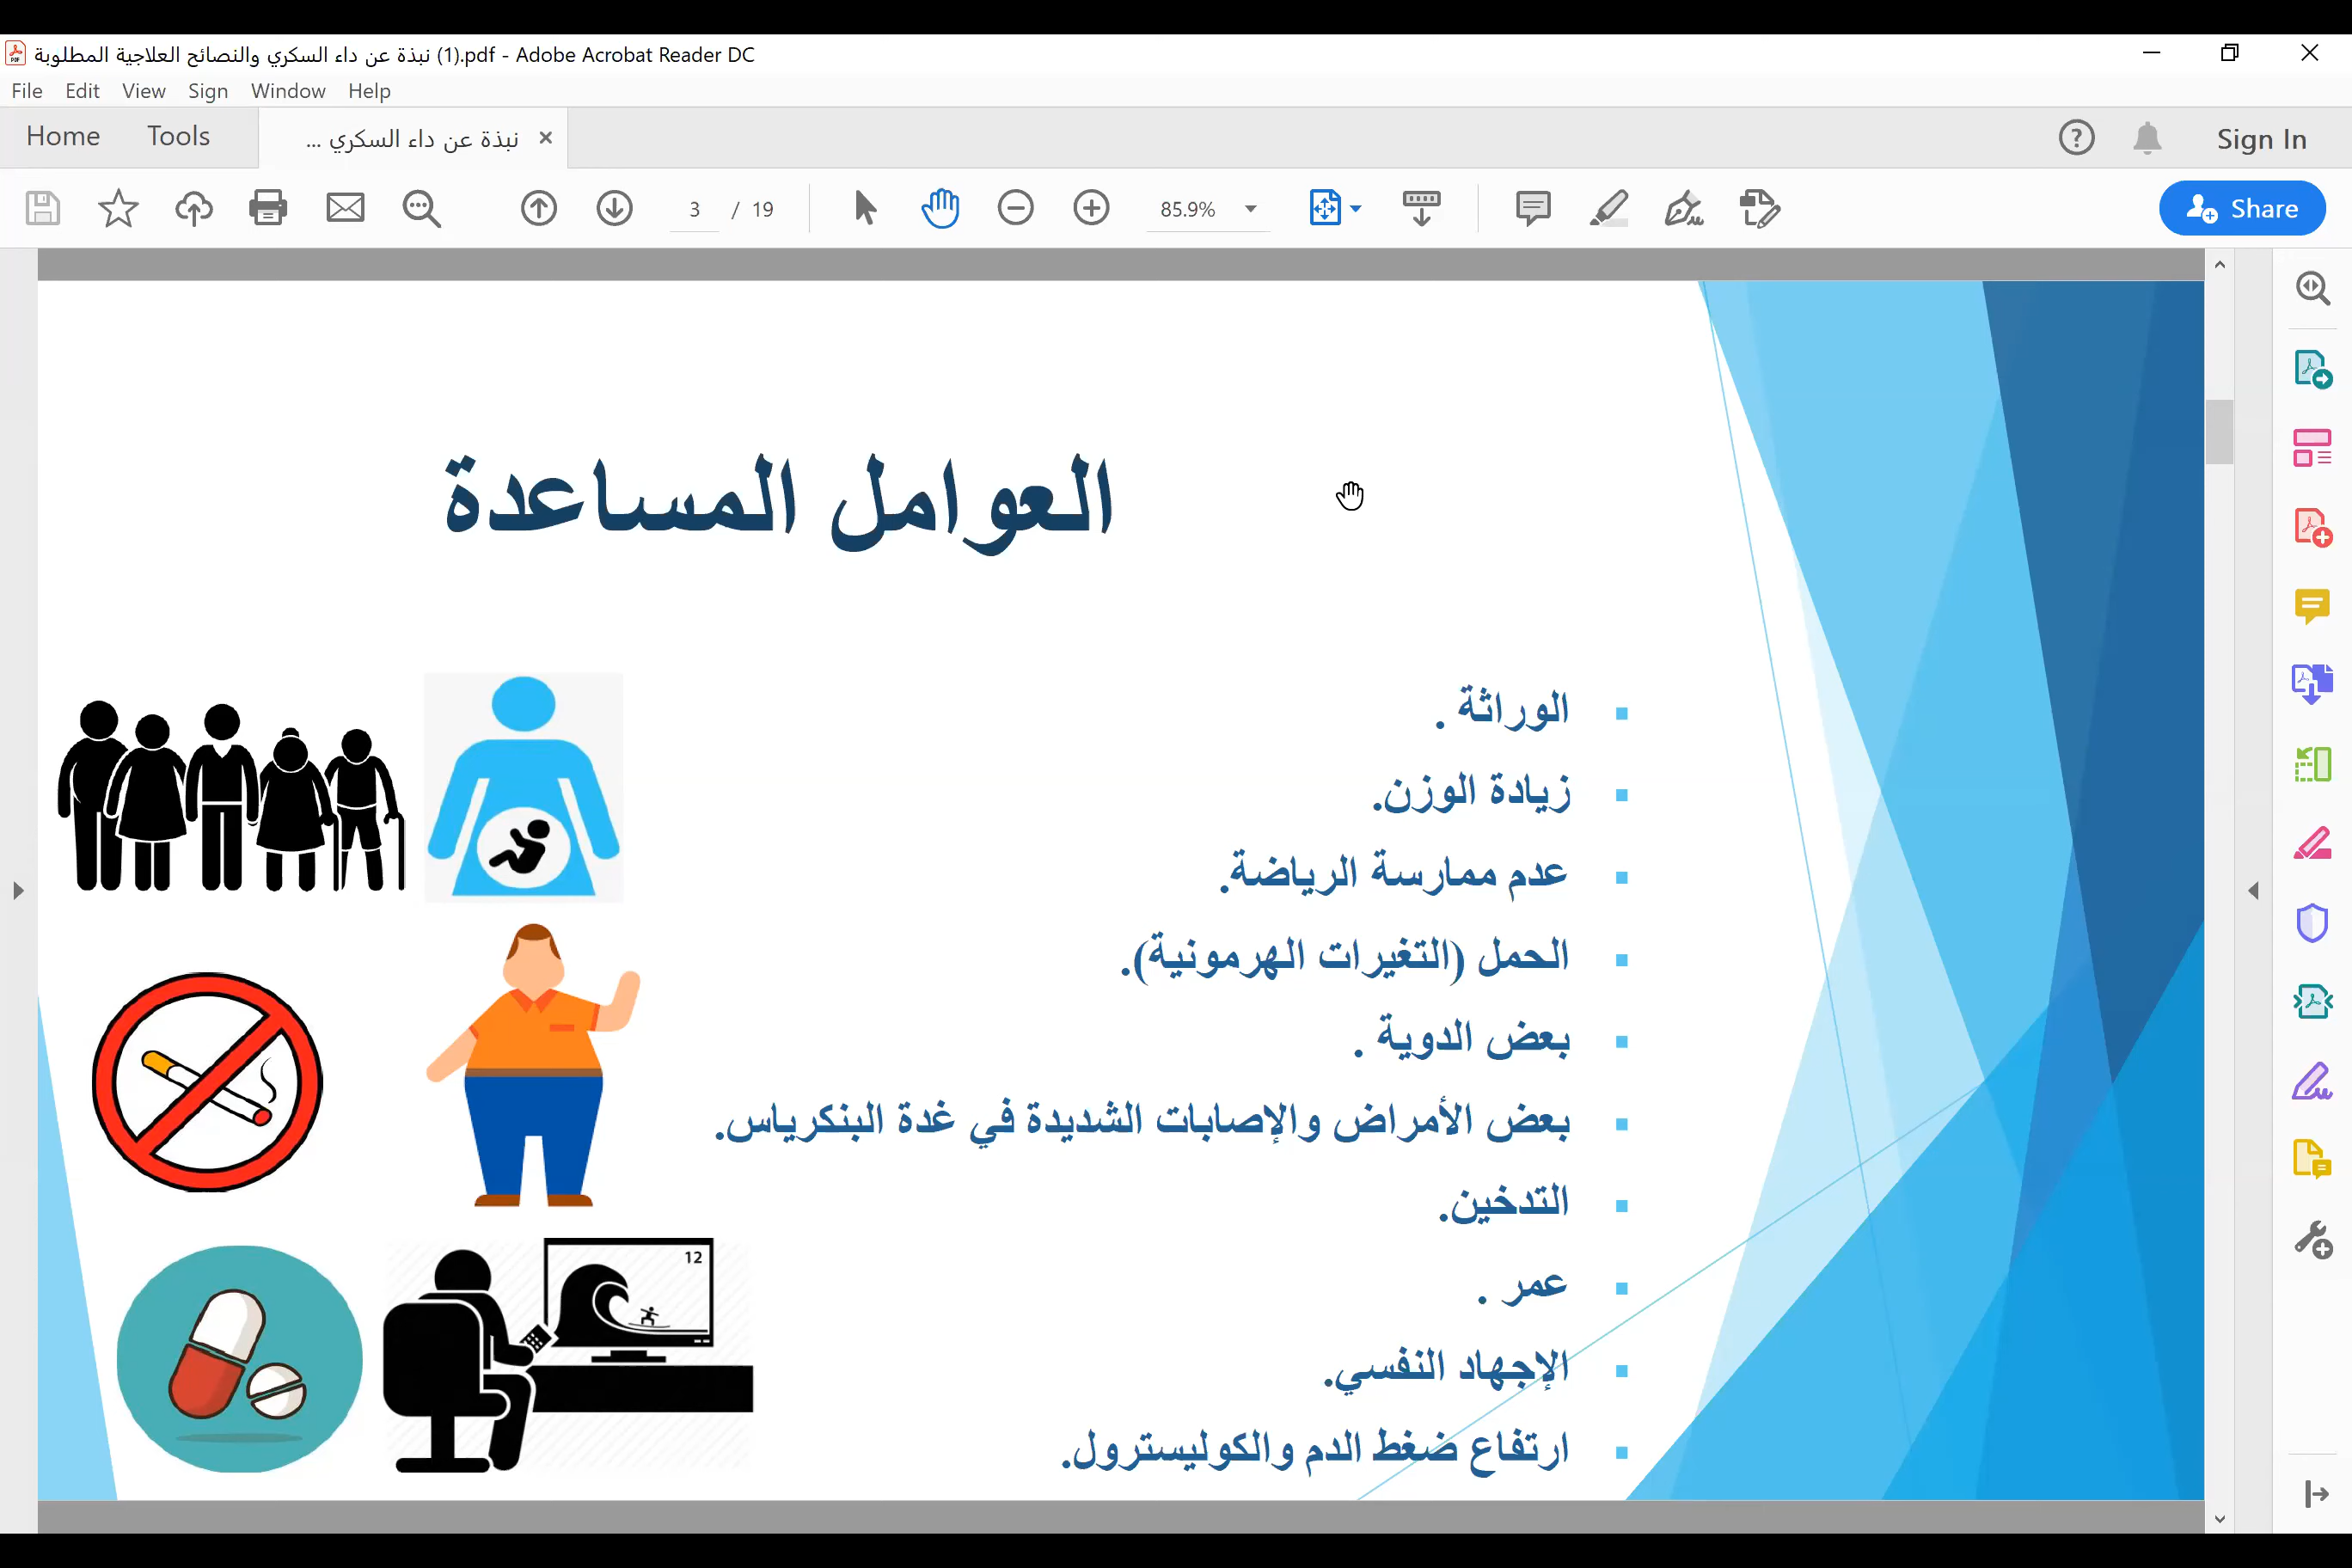 نبذة عن داء السكري والنصائح العلاجية المطلوبة (1).pdf - Adobe Acrobat Reader DC
File Edit View Sign Window Help
Home Tools نبذة عن داء السكري ... Sign In
3 / 19 85.9% Share
العوامل المساعدة
الوراثة .
زيادة الوزن.
عدم ممارسة الرياضة.
الحمل (التغيرات الهرمونية).
بعض الدوية .
بعض الأمراض والإصابات الشديدة في غدة البنكرياس.
التدخين.
عمر .
الإجهاد النفسي.
ارتفاع ضغط الدم والكوليسترول.
12